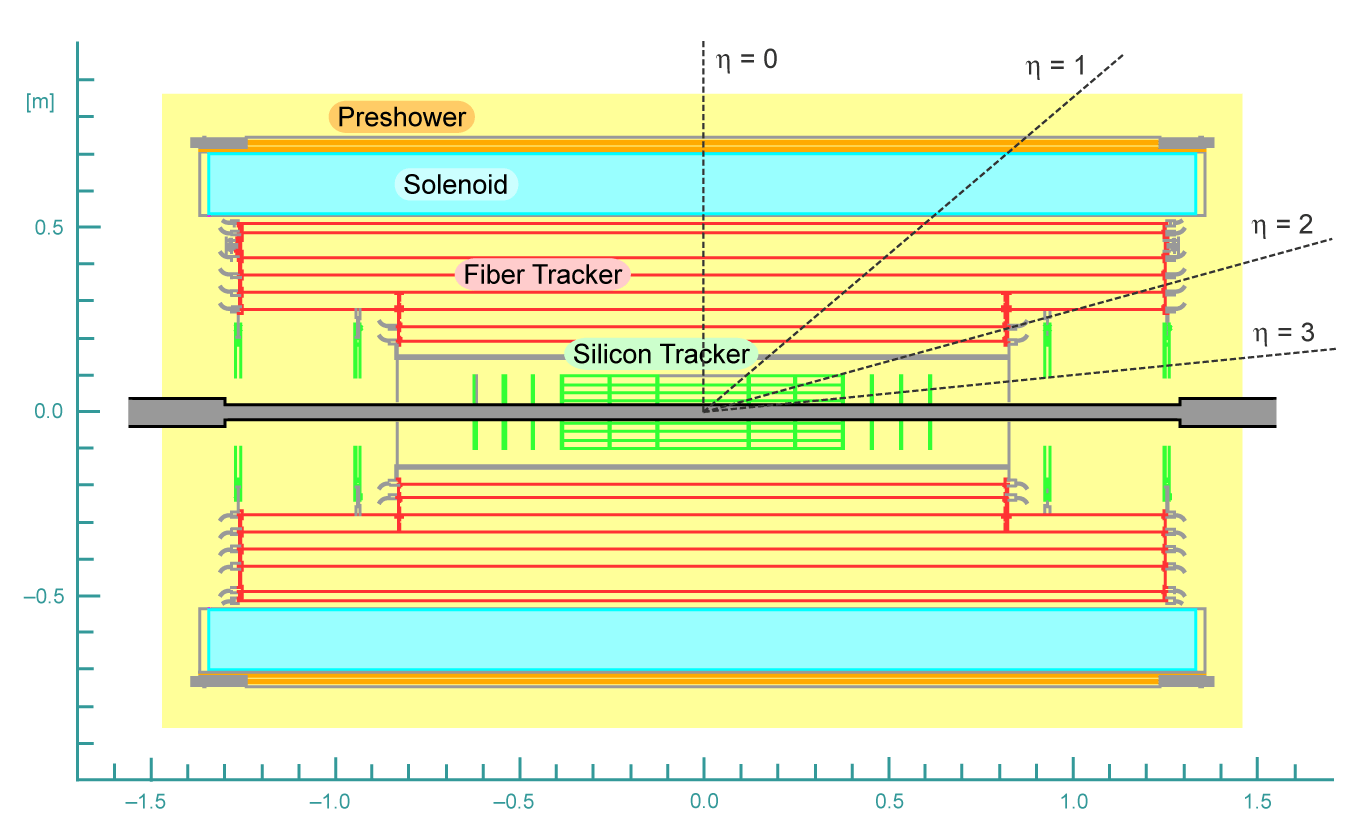 η = 0
η = 1
[m]
Preshower
Solenoid
0.5
η = 2
Fiber Tracker
η = 3
Silicon Tracker
0.0
–0.5
–1.5
–1.0
–0.5
0.0
0.5
1.0
1.5